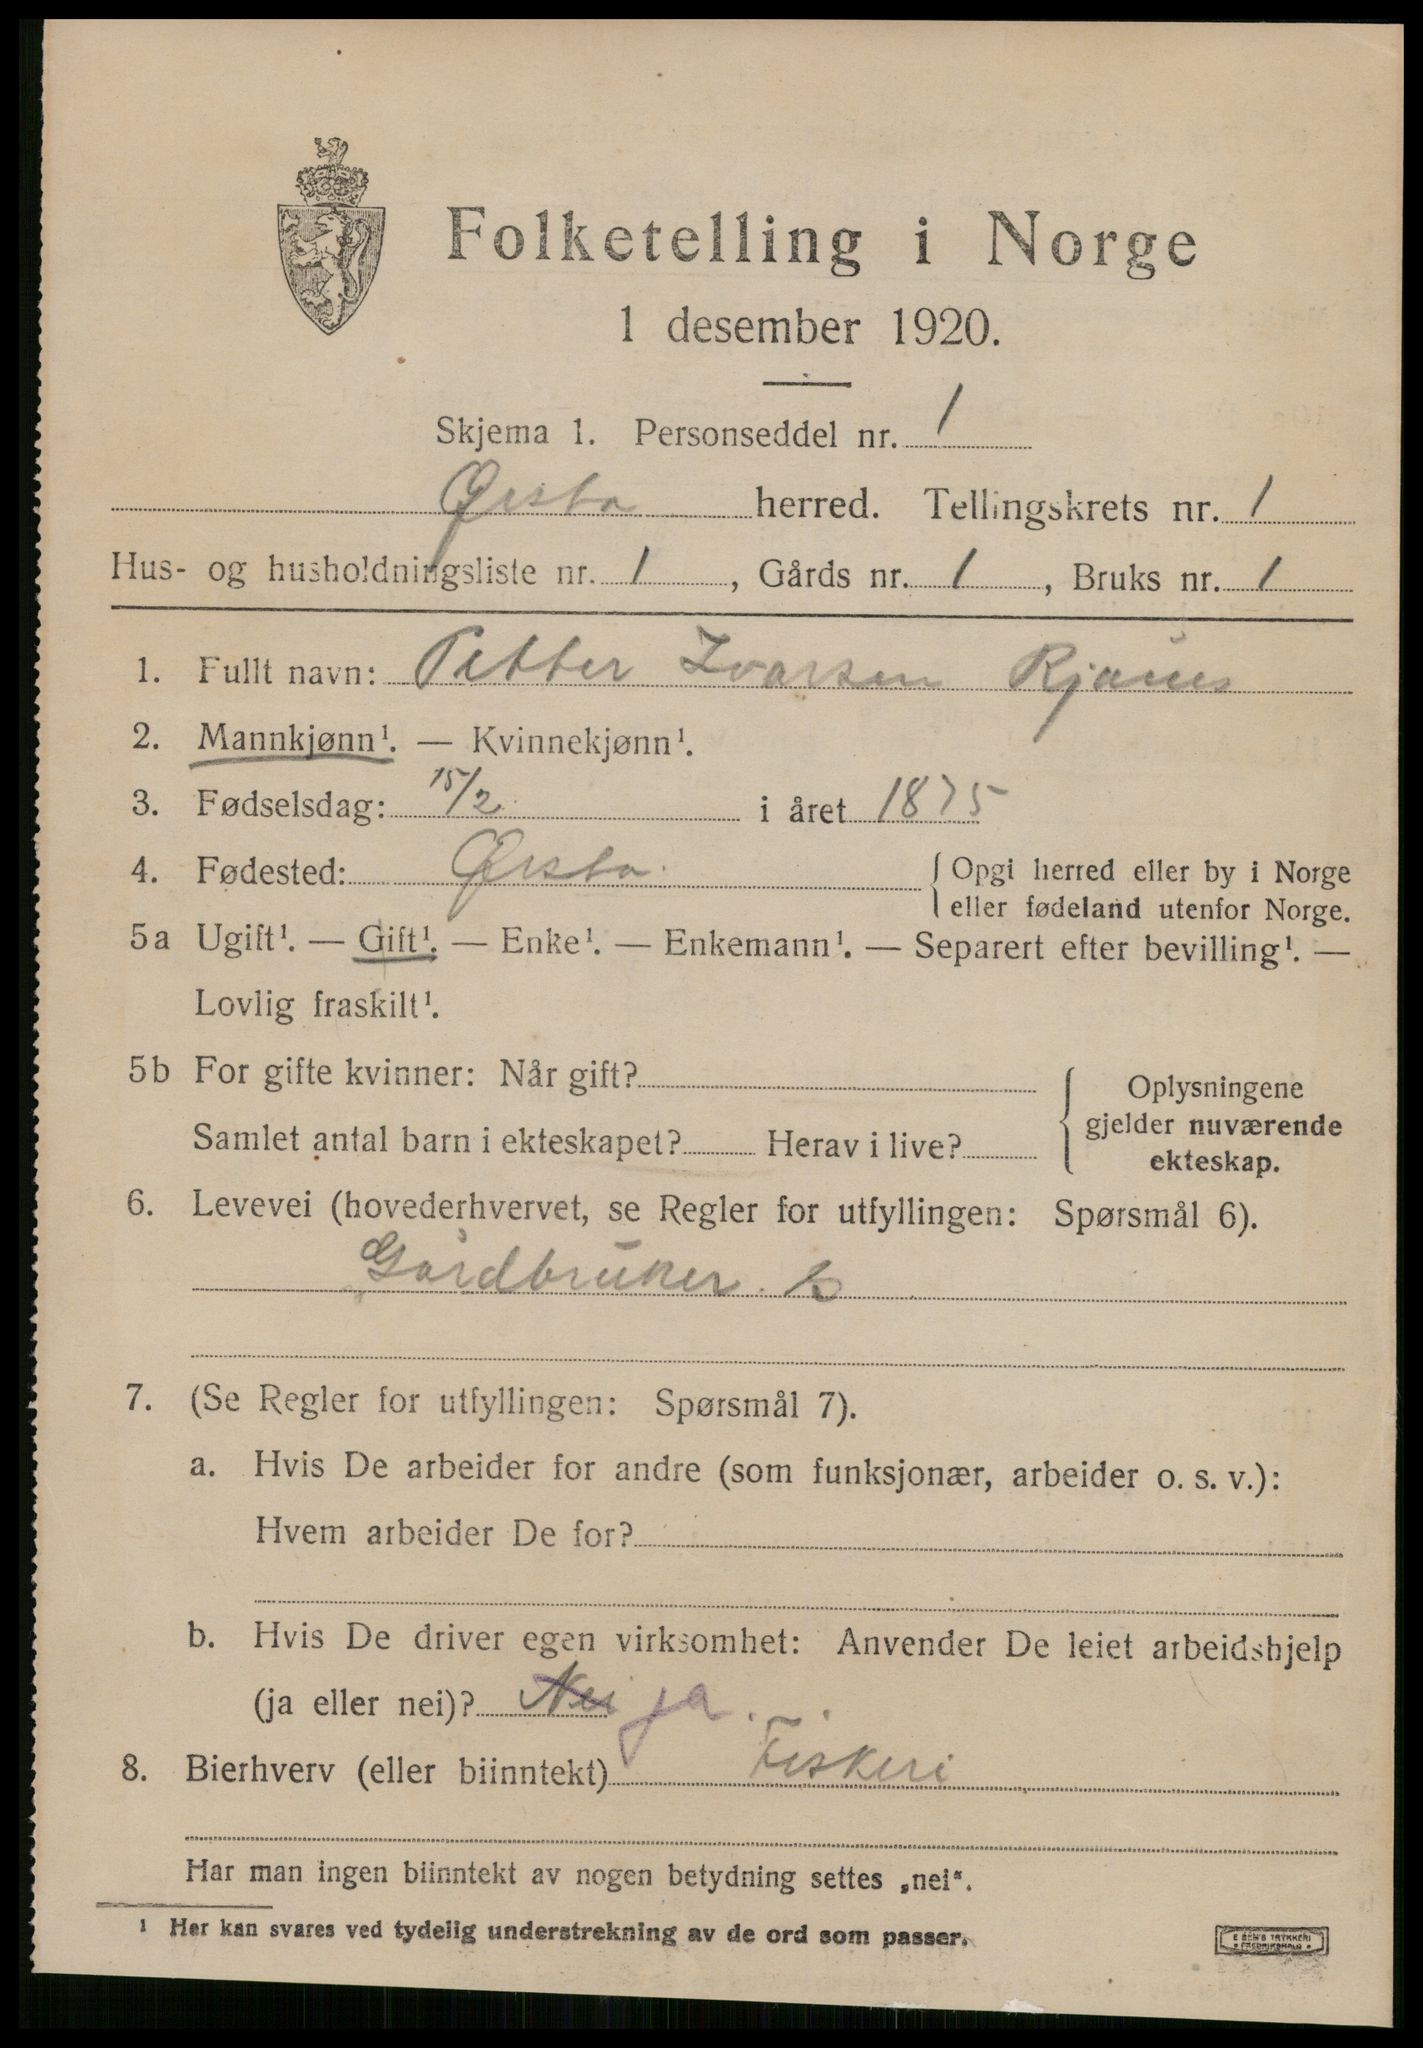 Folketelling i Norge
1 desember 1920.
Skjema 1. Personseddel nr. 1
Ørsta herred. Tellingskrets nr. 1
Hus- og husholdningsliste nr. 1, Gårds nr. 1, Bruks nr. 1
1. Fullt navn: Petter Ivarsen
2. Mannkjønn¹. — Kvinnekjønn¹.
3. Fødselsdag: 15/2 i året 1875
4. Fødested: Ørsta. { Opgi herred eller by i Norge
eller fødeland utenfor Norge.
5a Ugift¹. — Gift¹. — Enke¹. — Enkemann¹. — Separert efter bevilling¹. —
Lovlig fraskilt¹.
5b For gifte kvinner: Når gift?
Samlet antal barn i ekteskapet? Herav i live?
Oplysningene
gjelder nuværende
ekteskap.
6. Levevei (hovederhvervet, se Regler for utfyllingen: Spørsmål 6).
Gårdbruker.
7. (Se Regler for utfyllingen: Spørsmål 7).
a. Hvis De arbeider for andre (som funksjonær, arbeider o. s. v.):
Hvem arbeider De for?
b. Hvis De driver egen virksomhet: Anvender De leiet arbeidshjelp
(ja eller nei)? Nei ja.
8. Bierhverv (eller biinntekt) Fiskeri
Har man ingen biinntekt av nogen betydning settes „nei“.
¹ Her kan svares ved tydelig understrekning av de ord som passer.
E SEM'S TRYKKERI
FREDRIKSHALD